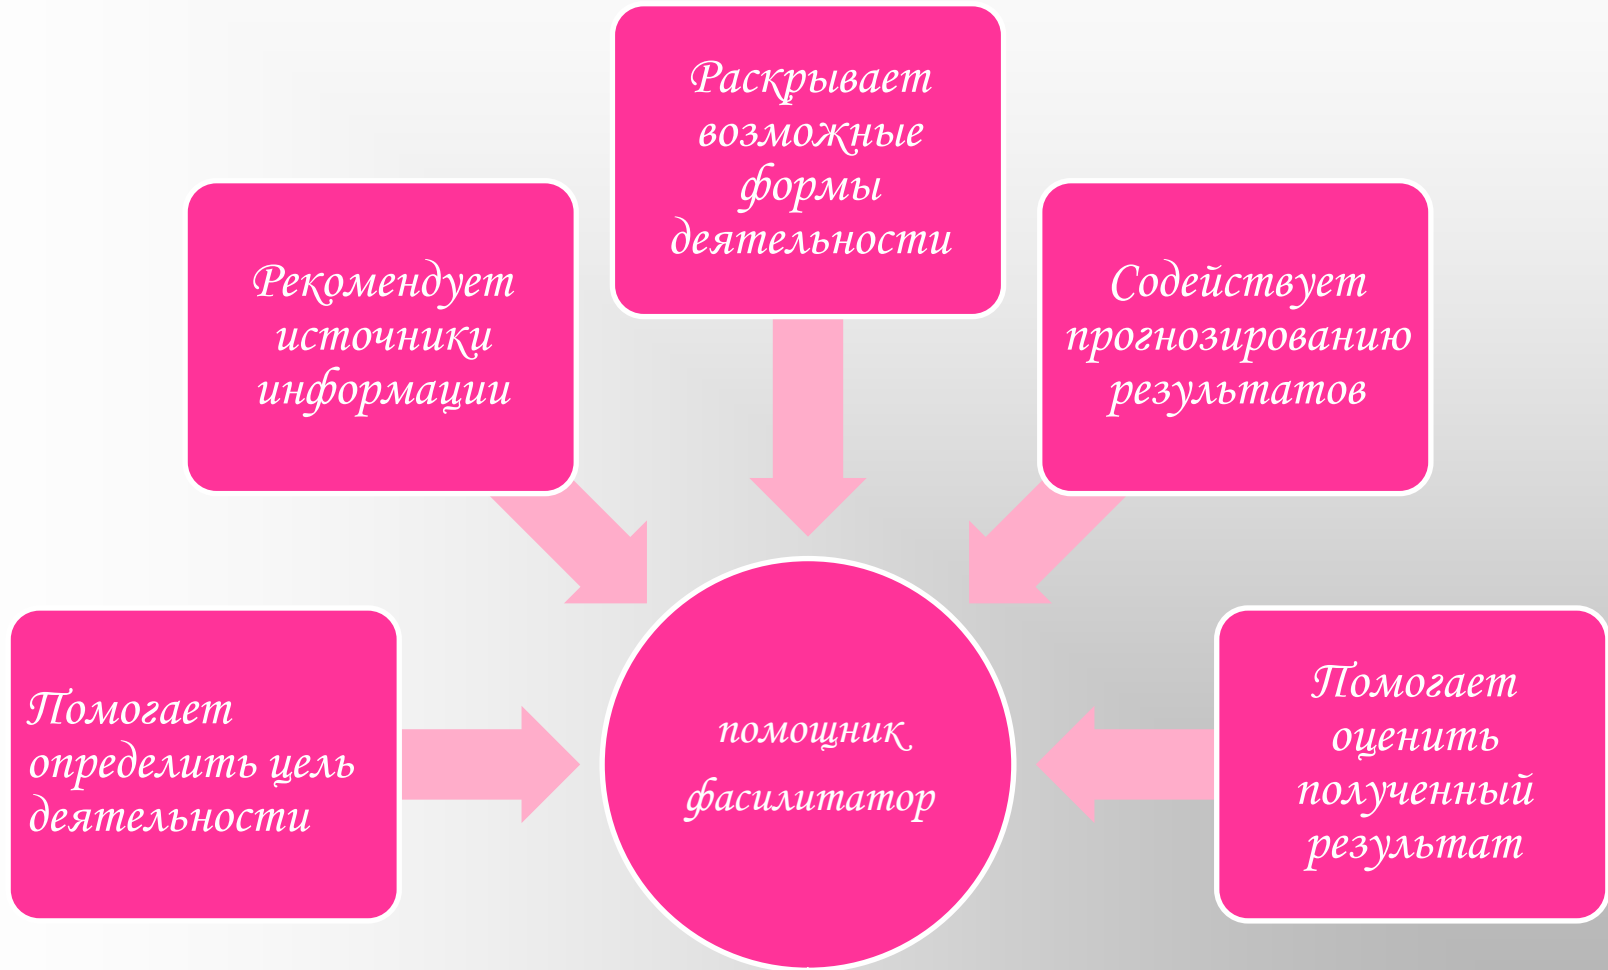 Раскрывает
возможные
формы
деятельности
Рекомендует
источники
информации
Содействует
прогнозированию
результатов
Помогает
определить цель
деятельности
помощник
фасилитатор
Помогает
оценить
полученный
результат